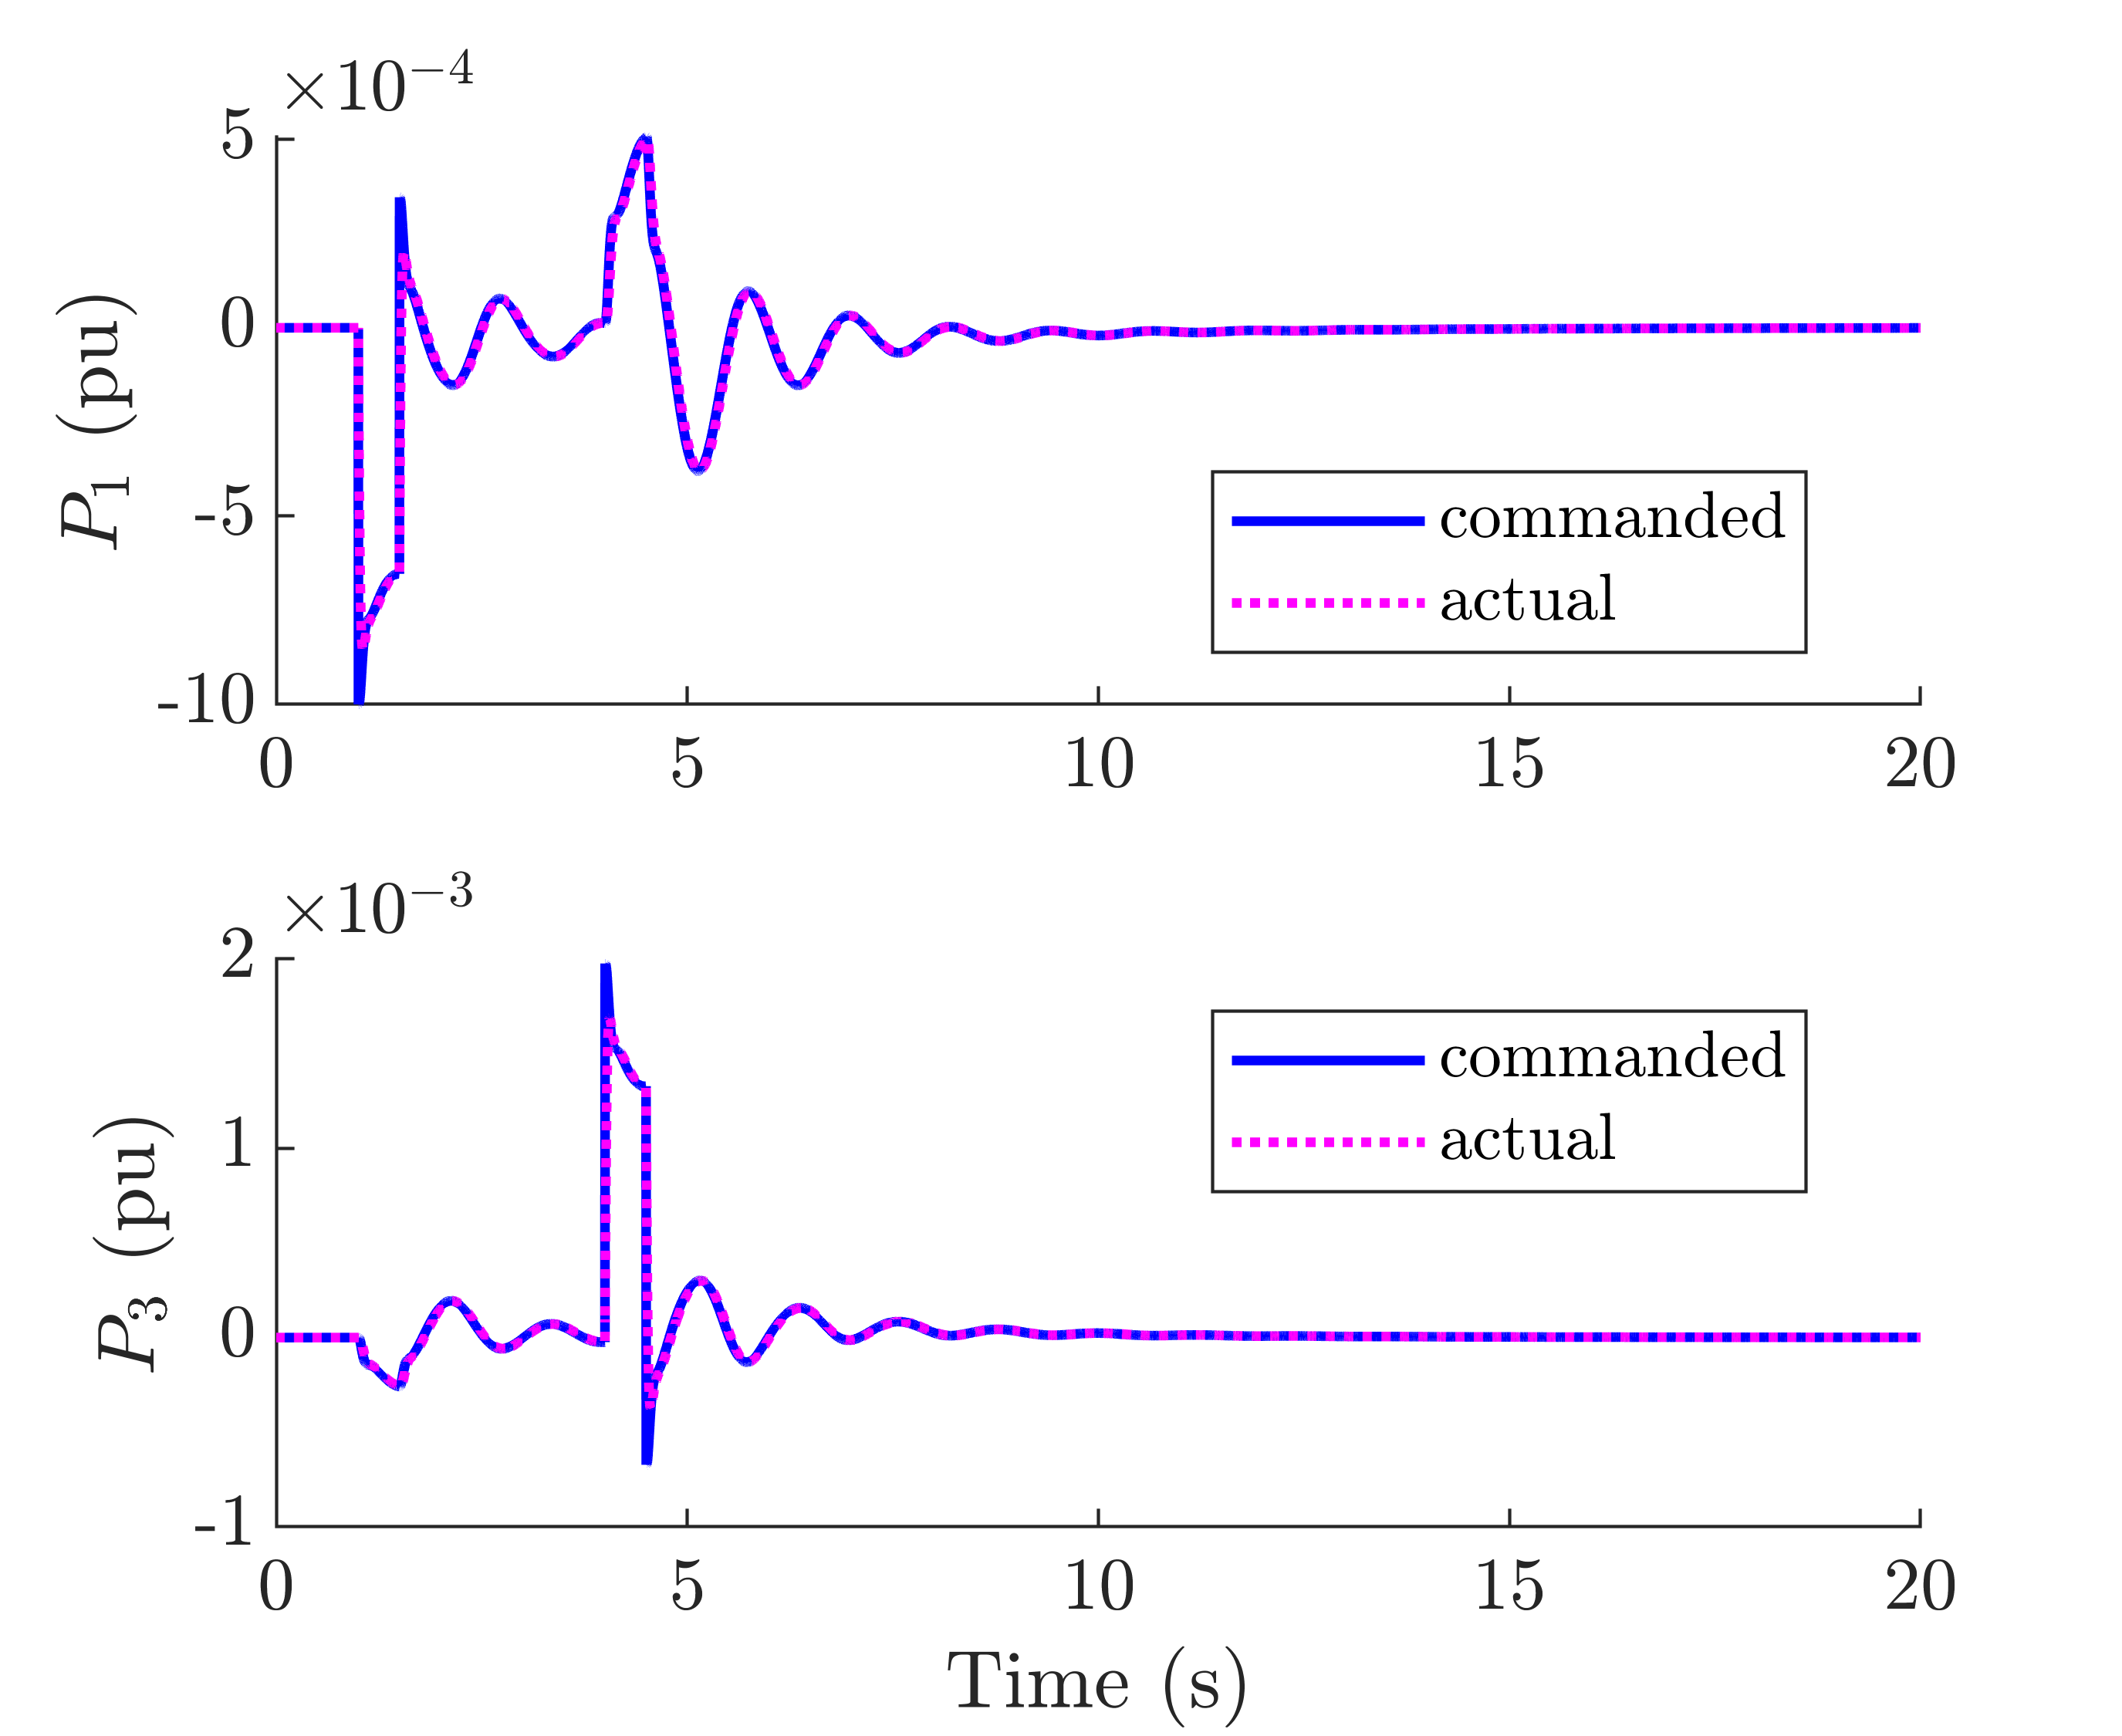 ×10⁻⁴
5
0
-5
-10
P₁ (pu)
commanded
actual
0 5 10 15 20
×10⁻³
2
1
0
-1
P₃ (pu)
commanded
actual
0 5 10 15 20
Time (s)